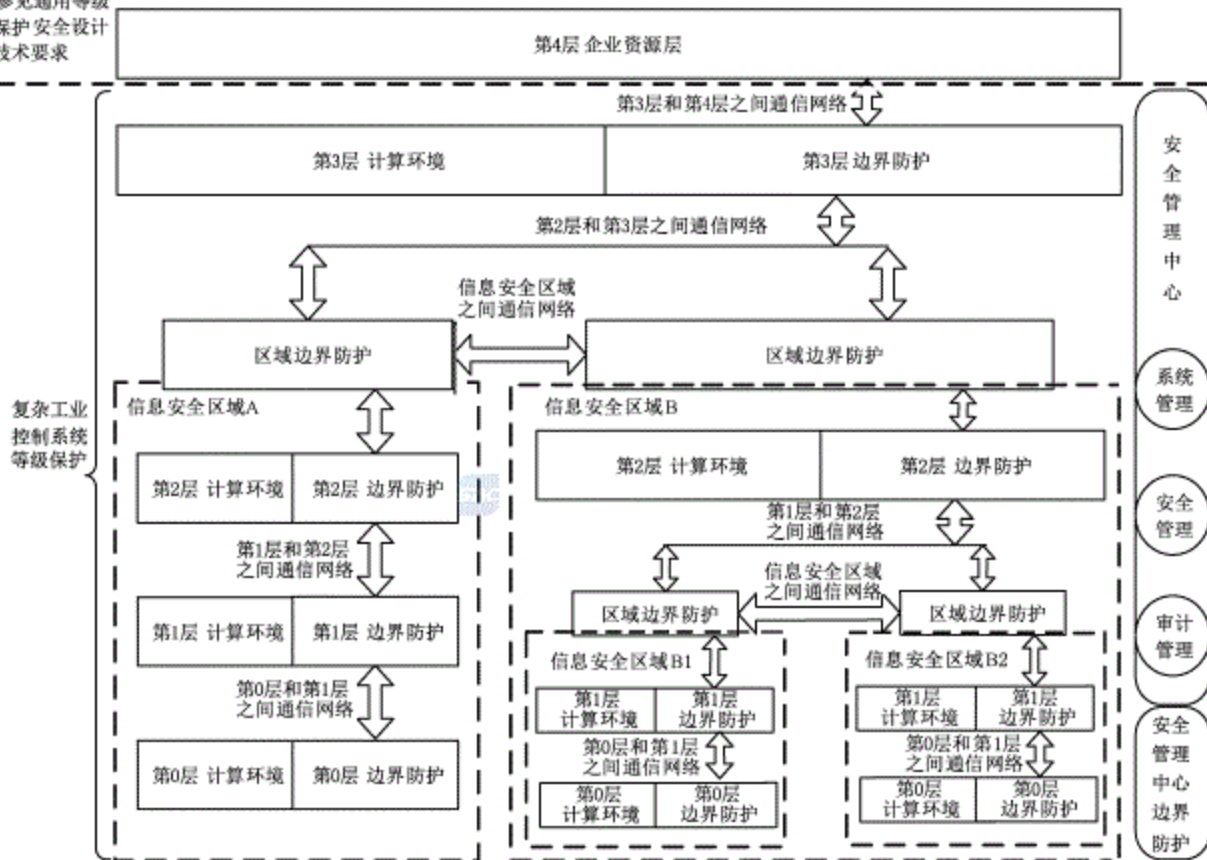 参见通用等级
保护安全设计
技术要求
第4层 企业资源层
第3层和第4层之间通信网络
第3层 计算环境
第3层 边界防护
第2层和第3层之间通信网络
信息安全区域
之间通信网络
区域边界防护
区域边界防护
复杂工业
控制系统
等级保护
信息安全区域A
第2层 计算环境
第2层 边界防护
第1层和第2层
之间通信网络
第1层 计算环境
第1层 边界防护
第0层和第1层
之间通信网络
第0层 计算环境
第0层 边界防护
信息安全区域B
第2层 计算环境
第2层 边界防护
第1层和第2层
之间通信网络
信息安全区域
之间通信网络
区域边界防护
区域边界防护
信息安全区域B1
第1层
计算环境
第1层
边界防护
第0层和第1层
之间通信网络
第0层
计算环境
第0层
边界防护
信息安全区域B2
第1层
计算环境
第1层
边界防护
第0层和第1层
之间通信网络
第0层
计算环境
第0层
边界防护
安
全
管
理
中
心
系统
管理
安全
管理
审计
管理
安全
管理
中心
边界
防护